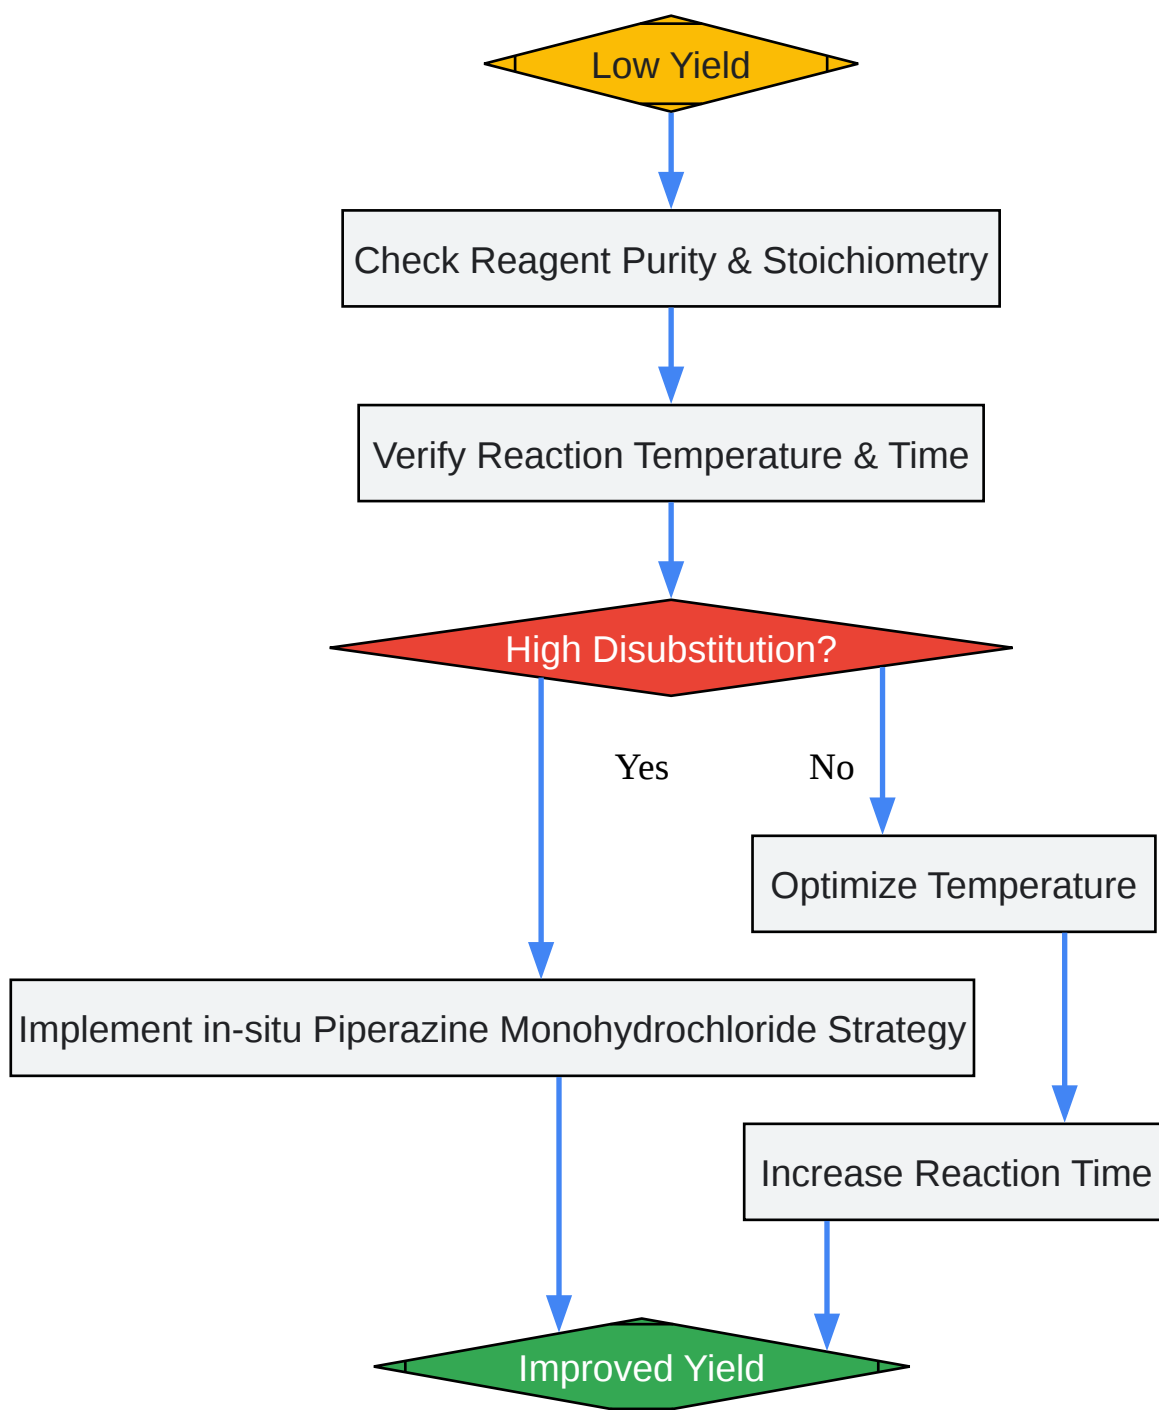 Low Yield
Check Reagent Purity & Stoichiometry
Verify Reaction Temperature & Time
High Disubstitution?
Yes
No
Optimize Temperature
Implement in-situ Piperazine Monohydrochloride Strategy
Increase Reaction Time
Improved Yield